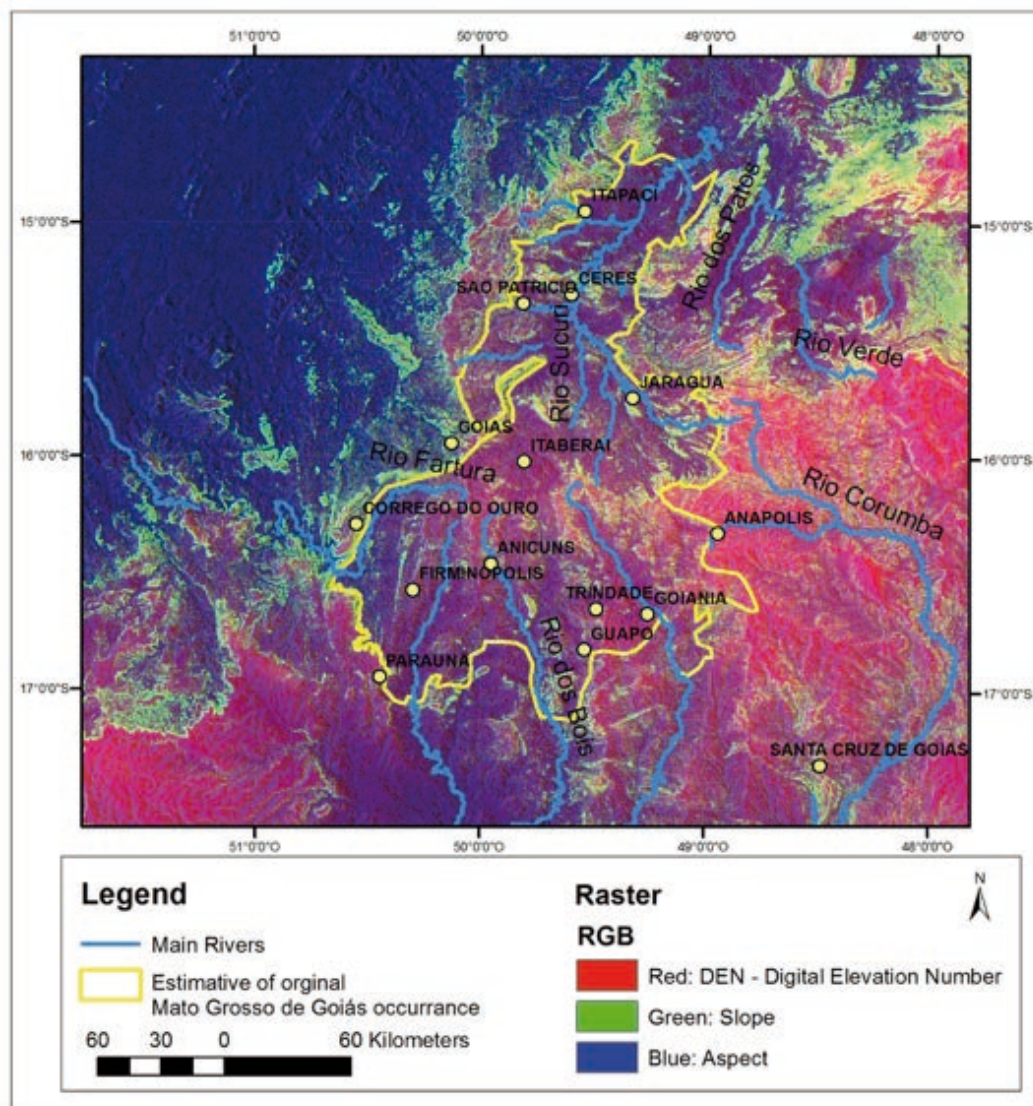 51°0'0"O 50°0'0"O 49°0'0"O 48°0'0"O
15°0'0"S 15°0'0"S
16°0'0"S 16°0'0"S
17°0'0"S 17°0'0"S
ITAPACI
Rio dos Patos
CERES
SAO PATRICIO
Rio Sucuri
Rio Verde
JARAGUA
GOIAS
ITABERAI
Rio Fartura
Rio Corumba
CORREGO DO OURO
ANAPOLIS
ANICUNS
FIRMINOPOLIS
TRINDADE
GOIANIA
GUAPO
Rio dos Bois
PARAUNA
SANTA CRUZ DE GOIAS
51°0'0"O 50°0'0"O 49°0'0"O 48°0'0"O
Legend
Main Rivers
Estimative of orginal
Mato Grosso de Goiás occurrance
60 30 0 60 Kilometers
Raster
RGB
Red: DEN - Digital Elevation Number
Green: Slope
Blue: Aspect
N